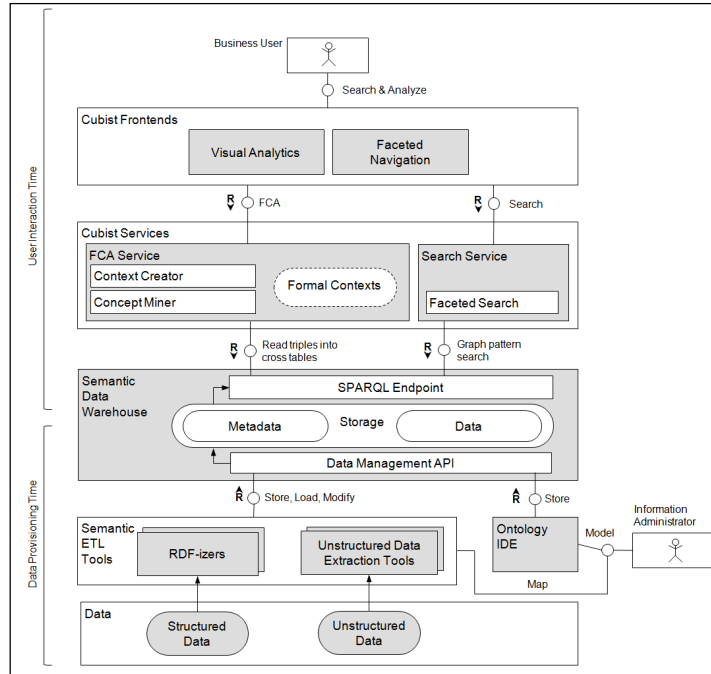 Business User
Search & Analyze
Cubist Frontends
Visual Analytics
Faceted
Navigation
R
FCA
R
Search
User Interaction Time
Cubist Services
FCA Service
Context Creator
Concept Miner
Formal Contexts
Search Service
Faceted Search
R
Read triples into
cross tables
R
Graph pattern
search
Semantic
Data
Warehouse
SPARQL Endpoint
Metadata
Storage
Data
Data Management API
R
Store, Load, Modify
R
Store
Data Provisioning Time
Semantic
ETL
Tools
RDF-izers
Unstructured Data
Extraction Tools
Ontology
IDE
Model
Information
Administrator
Map
Data
Structured
Data
Unstructured
Data